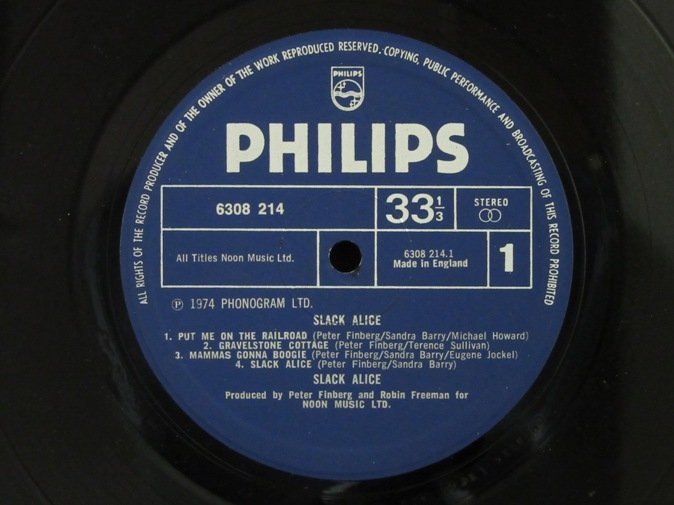 ALL RIGHTS OF THE RECORD PRODUCER AND OF THE OWNER OF THE WORK REPRODUCED RESERVED. COPYING, PUBLIC PERFORMANCE AND BROADCASTING OF THIS RECORD PROHIBITED
PHILIPS
PHILIPS
6308 214
33 1/3
STEREO
All Titles Noon Music Ltd.
6308 214.1
Made in England
1
Ⓟ 1974 PHONOGRAM LTD.
SLACK ALICE
1. PUT ME ON THE RAILROAD (Peter Finberg/Sandra Barry/Michael Howard)
2. GRAVELSTONE COTTAGE (Peter Finberg/Terence Sullivan)
3. MAMMAS GONNA BOOGIE (Peter Finberg/Sandra Barry/Eugene Jockel)
4. SLACK ALICE (Peter Finberg/Sandra Barry)
SLACK ALICE
Produced by Peter Finberg and Robin Freeman for
NOON MUSIC LTD.